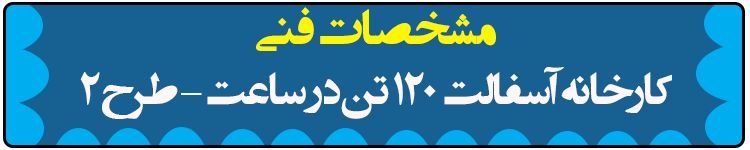 مشخصات فنی
کارخانه آسفالت ۱۲۰ تن در ساعت – طرح ۲